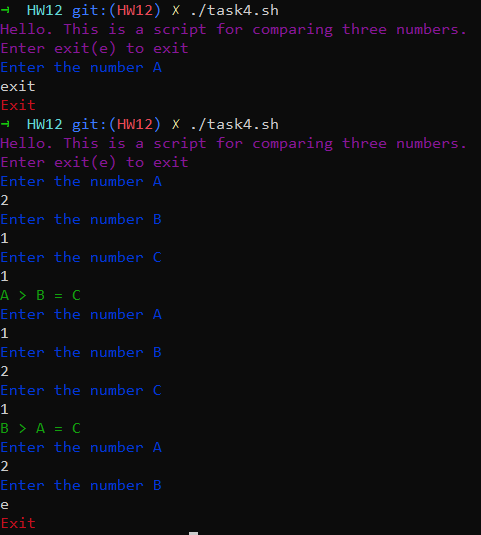 → HW12 git:(HW12) ✗ ./task4.sh
Hello. This is a script for comparing three numbers.
Enter exit(e) to exit
Enter the number A
exit
Exit
→ HW12 git:(HW12) ✗ ./task4.sh
Hello. This is a script for comparing three numbers.
Enter exit(e) to exit
Enter the number A
2
Enter the number B
1
Enter the number C
1
A > B = C
Enter the number A
1
Enter the number B
2
Enter the number C
1
B > A = C
Enter the number A
2
Enter the number B
e
Exit